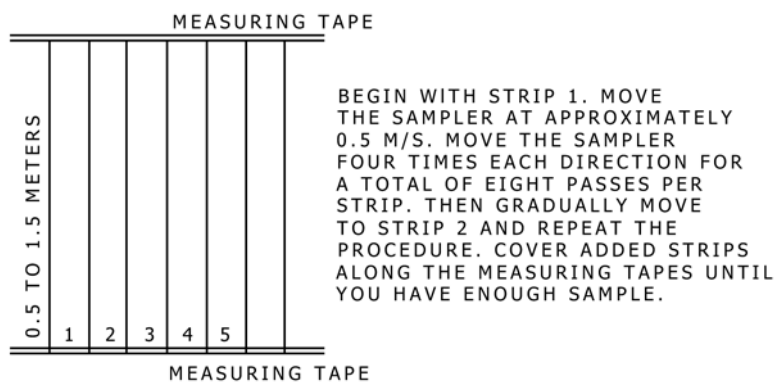 MEASURING TAPE
0.5 TO 1.5 METERS
1 2 3 4 5
BEGIN WITH STRIP 1. MOVE
THE SAMPLER AT APPROXIMATELY
0.5 M/S. MOVE THE SAMPLER
FOUR TIMES EACH DIRECTION FOR
A TOTAL OF EIGHT PASSES PER
STRIP. THEN GRADUALLY MOVE
TO STRIP 2 AND REPEAT THE
PROCEDURE. COVER ADDED STRIPS
ALONG THE MEASURING TAPES UNTIL
YOU HAVE ENOUGH SAMPLE.
MEASURING TAPE